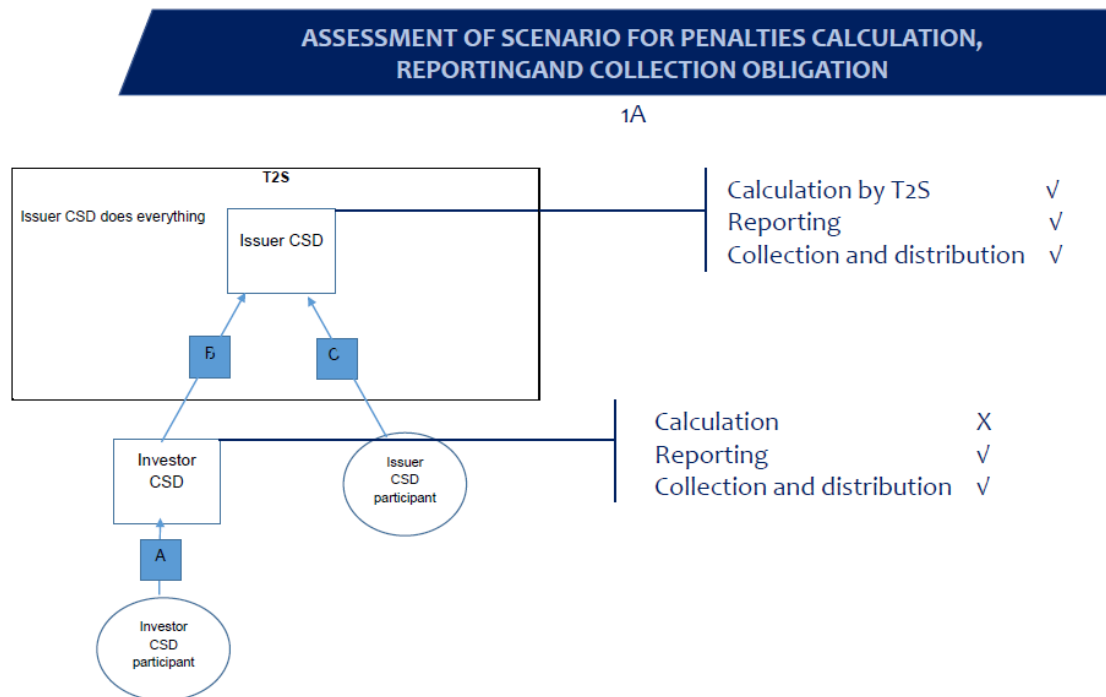 ASSESSMENT OF SCENARIO FOR PENALTIES CALCULATION,
REPORTINGAND COLLECTION OBLIGATION
1A
T2S
Issuer CSD does everything
Issuer CSD
Calculation by T2S √
Reporting √
Collection and distribution √
B
C
Investor
CSD
Issuer
CSD
participant
Calculation X
Reporting √
Collection and distribution √
A
Investor
CSD
participant